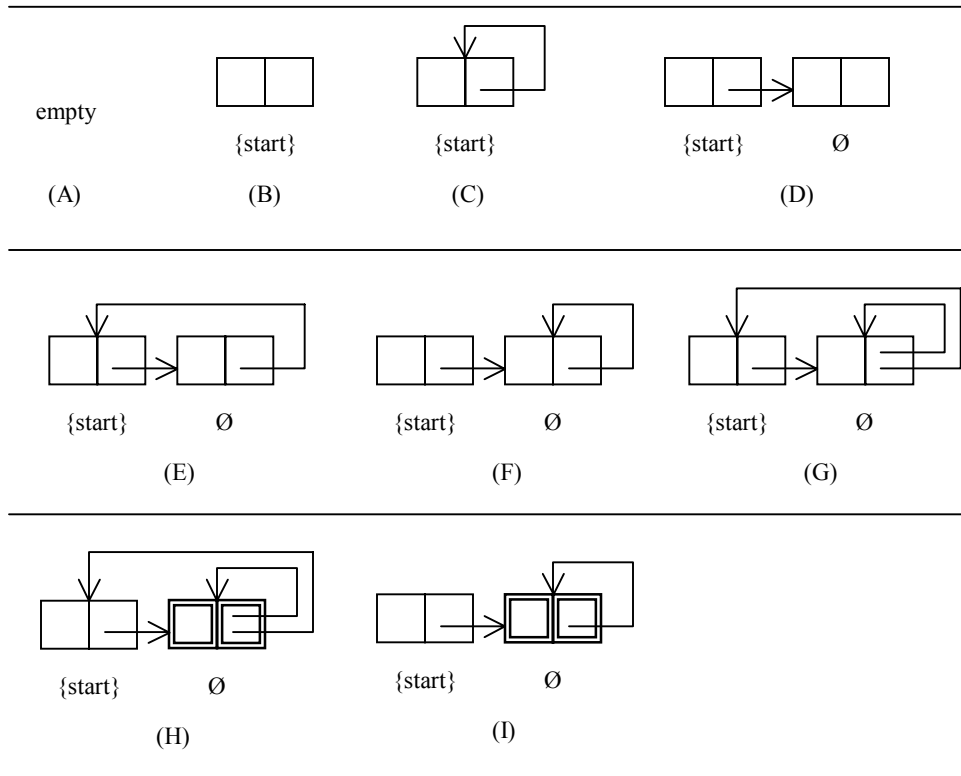 empty
{start}
{start}
{start} Ø
(A) (B) (C) (D)
{start} Ø
{start} Ø
{start} Ø
(E) (F) (G)
{start} Ø
{start} Ø
(H) (I)